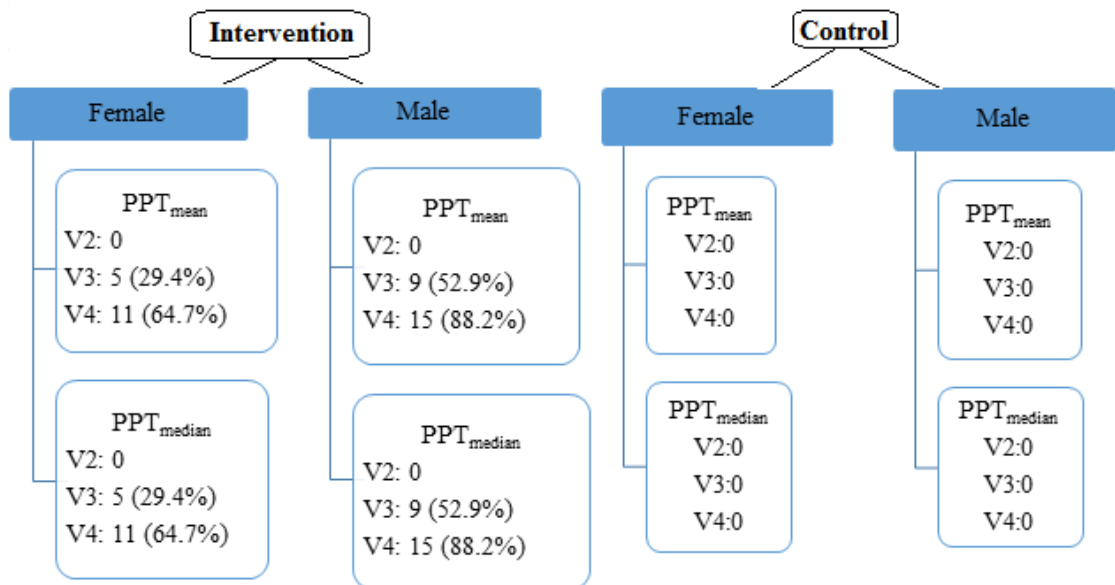 Intervention
Control
Female
Male
Female
Male
PPTmean
V2: 0
V3: 5 (29.4%)
V4: 11 (64.7%)
PPTmean
V2: 0
V3: 9 (52.9%)
V4: 15 (88.2%)
PPTmean
V2:0
V3:0
V4:0
PPTmean
V2:0
V3:0
V4:0
PPTmedian
V2: 0
V3: 5 (29.4%)
V4: 11 (64.7%)
PPTmedian
V2: 0
V3: 9 (52.9%)
V4: 15 (88.2%)
PPTmedian
V2:0
V3:0
V4:0
PPTmedian
V2:0
V3:0
V4:0